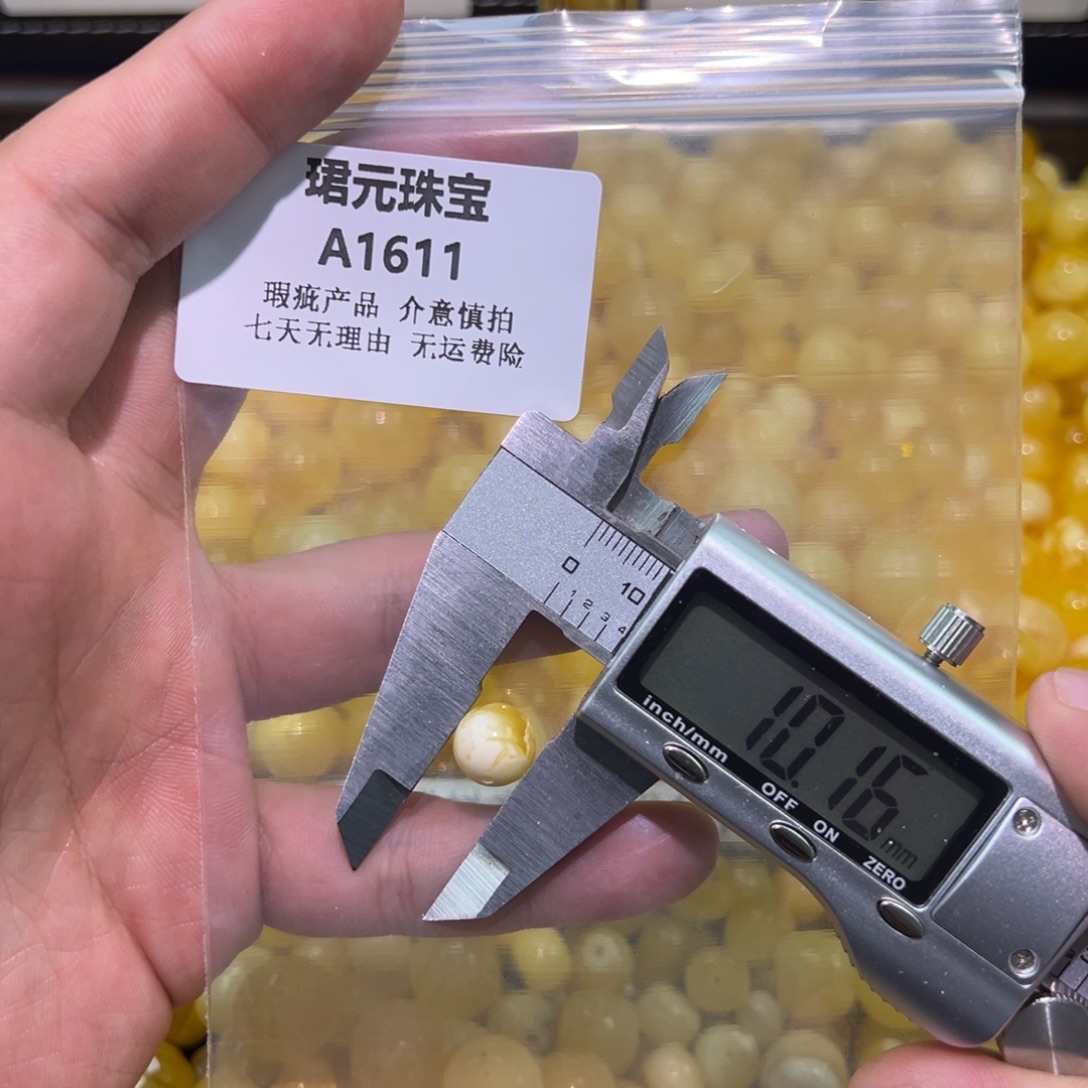 珺元珠宝
A1611
瑕疵产品 介意慎拍
七天无理由 无运费险
0 10
1 2 3 4
inch/mm
OFF
ON
ZERO
10.16 mm